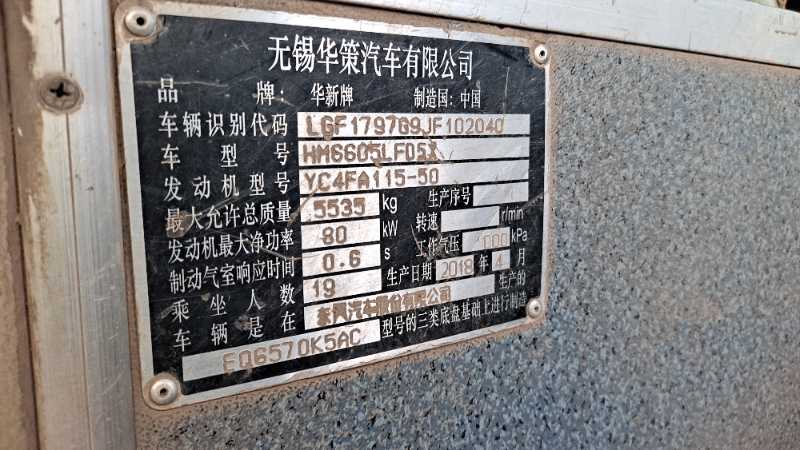 无锡华策汽车有限公司
品 牌: 华新牌 制造国: 中国
车辆识别代码 LGF179709JF102040
车 型 号 HM6605LFD5X
发动机型号 YC4FA115-50 生产序号
最大允许总质量 5535 kg 转速 r/min
发动机最大净功率 80 kW 工作气压 1000 kPa
制动气室响应时间 0.6 s 生产日期 2018 年 4 月
乘 坐 人 数 19 生产的
车 辆 是 在 东风汽车股份有限公司
EQ6570K5AC 型号的三类底盘基础上进行制造